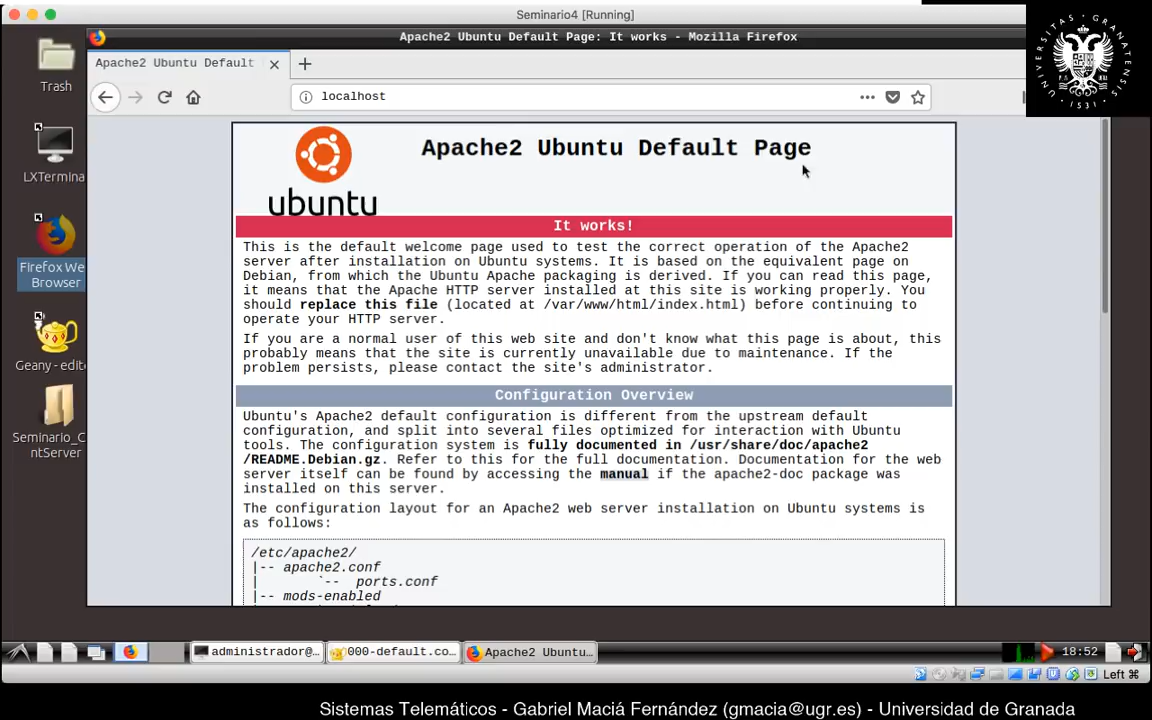 Seminario4 [Running]
Apache2 Ubuntu Default Page: It works - Mozilla Firefox
UNIVERSITAS GRANATENSIS 1531
Apache2 Ubuntu Default
localhost
Trash
LXTermina
Firefox We
Browser
Geany - edit
Seminario_C
ntServer
ubuntu
Apache2 Ubuntu Default Page
It works!
This is the default welcome page used to test the correct operation of the Apache2
server after installation on Ubuntu systems. It is based on the equivalent page on
Debian, from which the Ubuntu Apache packaging is derived. If you can read this page,
it means that the Apache HTTP server installed at this site is working properly. You
should replace this file (located at /var/www/html/index.html) before continuing to
operate your HTTP server.
If you are a normal user of this web site and don't know what this page is about, this
probably means that the site is currently unavailable due to maintenance. If the
problem persists, please contact the site's administrator.
Configuration Overview
Ubuntu's Apache2 default configuration is different from the upstream default
configuration, and split into several files optimized for interaction with Ubuntu
tools. The configuration system is fully documented in /usr/share/doc/apache2
/README.Debian.gz. Refer to this for the full documentation. Documentation for the web
server itself can be found by accessing the manual if the apache2-doc package was
installed on this server.
The configuration layout for an Apache2 web server installation on Ubuntu systems is
as follows:
/etc/apache2/
|-- apache2.conf
|       `--  ports.conf
|-- mods-enabled
administrador@...
000-default.co...
Apache2 Ubuntu...
18:52
Left ⌘
Sistemas Telemáticos - Gabriel Maciá Fernández (gmacia@ugr.es) - Universidad de Granada